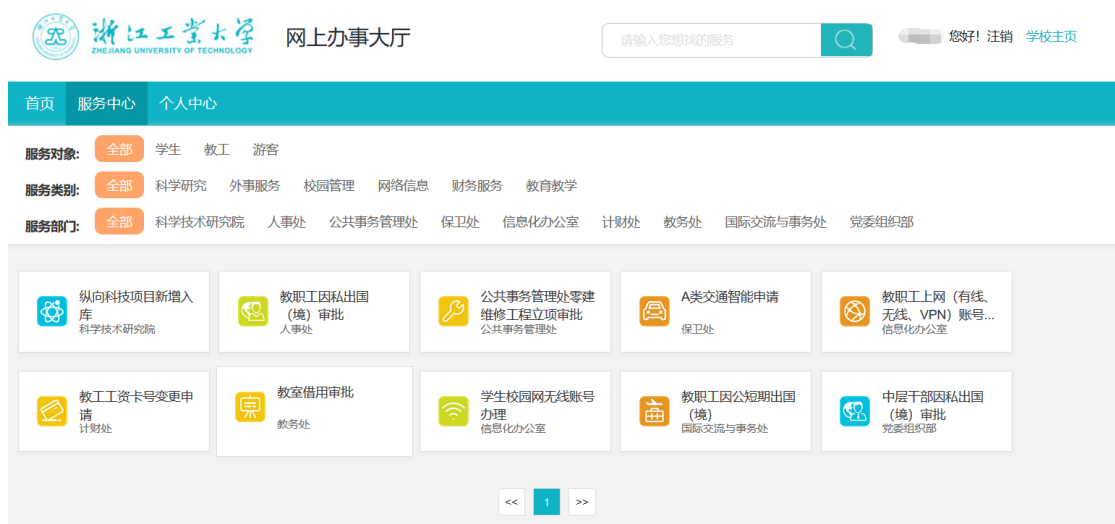 浙江工业大学
ZHEJIANG UNIVERSITY OF TECHNOLOGY
网上办事大厅
请输入您想找的服务
您好！注销 学校主页
首页 服务中心 个人中心
服务对象: 全部 学生 教工 游客
服务类别: 全部 科学研究 外事服务 校园管理 网络信息 财务服务 教育教学
服务部门: 全部 科学技术研究院 人事处 公共事务管理处 保卫处 信息化办公室 计财处 教务处 国际交流与事务处 党委组织部
纵向科技项目新增入
库
科学技术研究院
教职工因私出国
（境）审批
人事处
公共事务管理处零建
维修工程立项审批
公共事务管理处
A类交通智能申请
保卫处
教职工上网（有线、
无线、VPN）账号...
信息化办公室
教工工资卡号变更申
请
计财处
教室借用审批
教务处
学生校园网无线账号
办理
信息化办公室
教职工因公短期出国
（境）
国际交流与事务处
中层干部因私出国
（境）审批
党委组织部
<< 1 >>